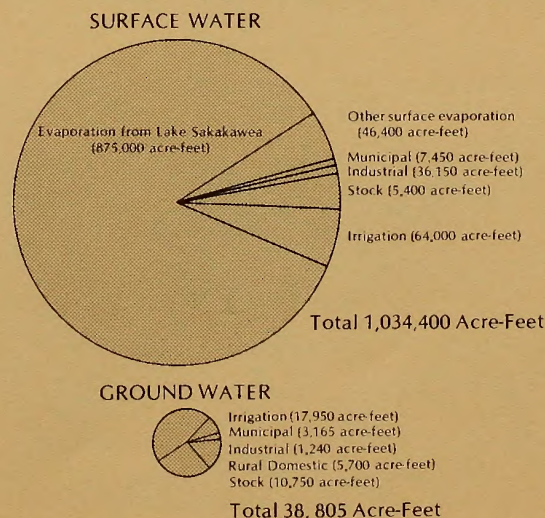 SURFACE WATER
Evaporation from Lake Sakakawea
(875,000 acre-feet)
Other surface evaporation
(46,400 acre-feet)
Municipal (7,450 acre-feet)
Industrial (36,150 acre-feet)
Stock (5,400 acre-feet)
Irrigation (64,000 acre-feet)
Total 1,034,400 Acre-Feet
GROUND WATER
Irrigation (17,950 acre-feet)
Municipal (3,165 acre-feet)
Industrial (1,240 acre-feet)
Rural Domestic (5,700 acre-feet)
Stock (10,750 acre-feet)
Total 38, 805 Acre-Feet